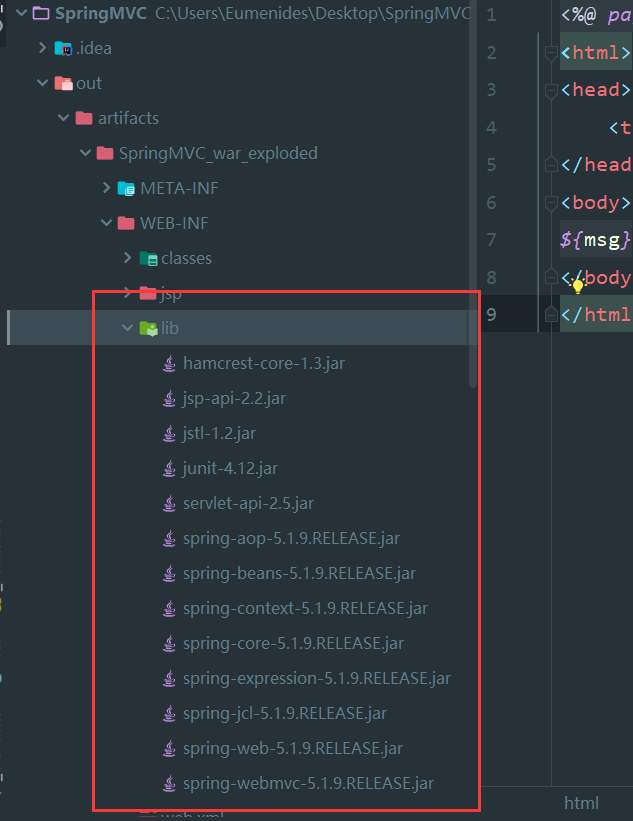 SpringMVC C:\Users\Eumenides\Desktop\SpringMVC
.idea
out
artifacts
SpringMVC_war_exploded
META-INF
WEB-INF
classes
jsp
lib
hamcrest-core-1.3.jar
jsp-api-2.2.jar
jstl-1.2.jar
junit-4.12.jar
servlet-api-2.5.jar
spring-aop-5.1.9.RELEASE.jar
spring-beans-5.1.9.RELEASE.jar
spring-context-5.1.9.RELEASE.jar
spring-core-5.1.9.RELEASE.jar
spring-expression-5.1.9.RELEASE.jar
spring-jcl-5.1.9.RELEASE.jar
spring-web-5.1.9.RELEASE.jar
spring-webmvc-5.1.9.RELEASE.jar
web.xml
1 <%@ pa
2 <html>
3 <head>
4 <t
5 </head
6 <body>
7 ${msg}
8 </body
9 </html
html